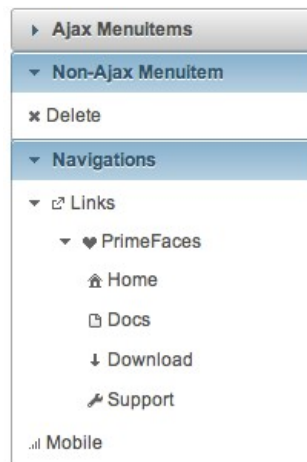 Ajax Menuitems
Non-Ajax Menuitem
Delete
Navigations
Links
PrimeFaces
Home
Docs
Download
Support
Mobile